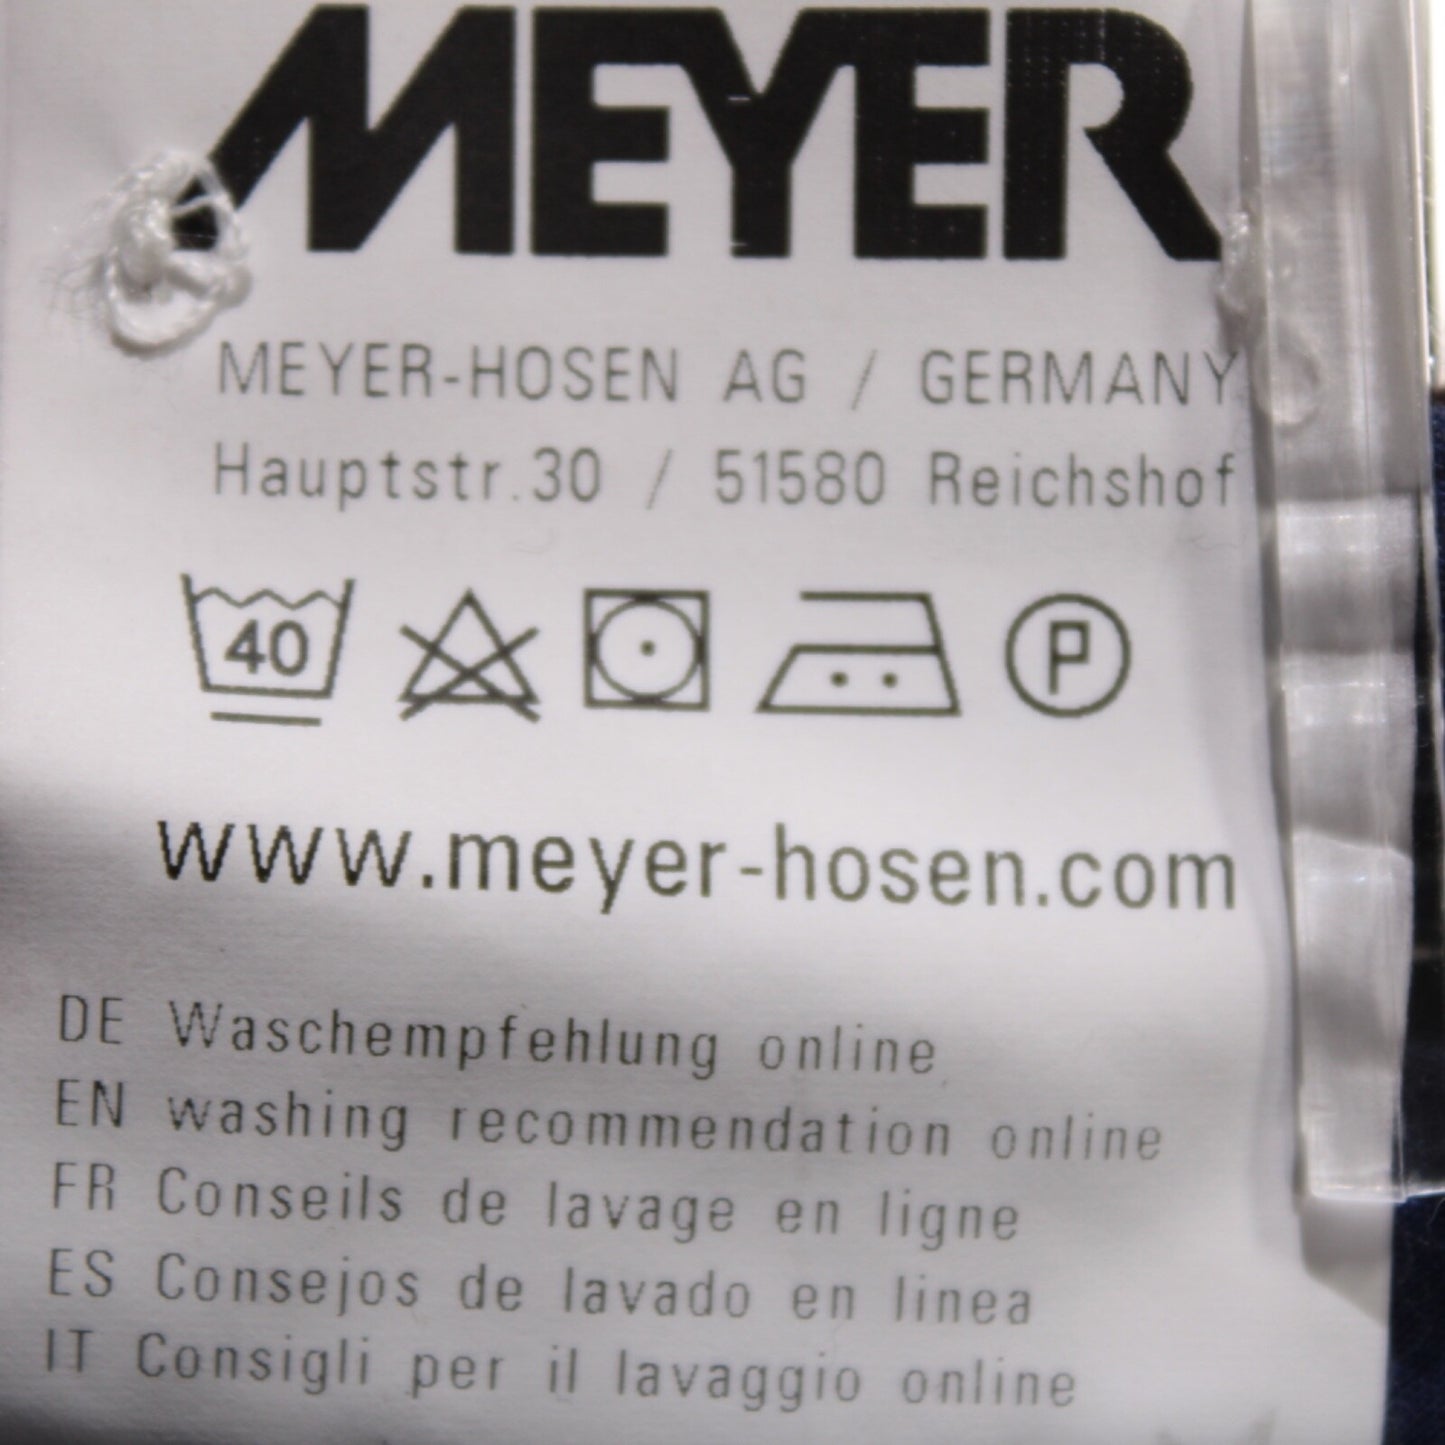 MEYER
MEYER-HOSEN AG / GERMANY
Hauptstr.30 / 51580 Reichshof
40 P
www.meyer-hosen.com
DE Waschempfehlung online
EN washing recommendation online
FR Conseils de lavage en ligne
ES Consejos de lavado en linea
IT Consigli per il lavaggio online